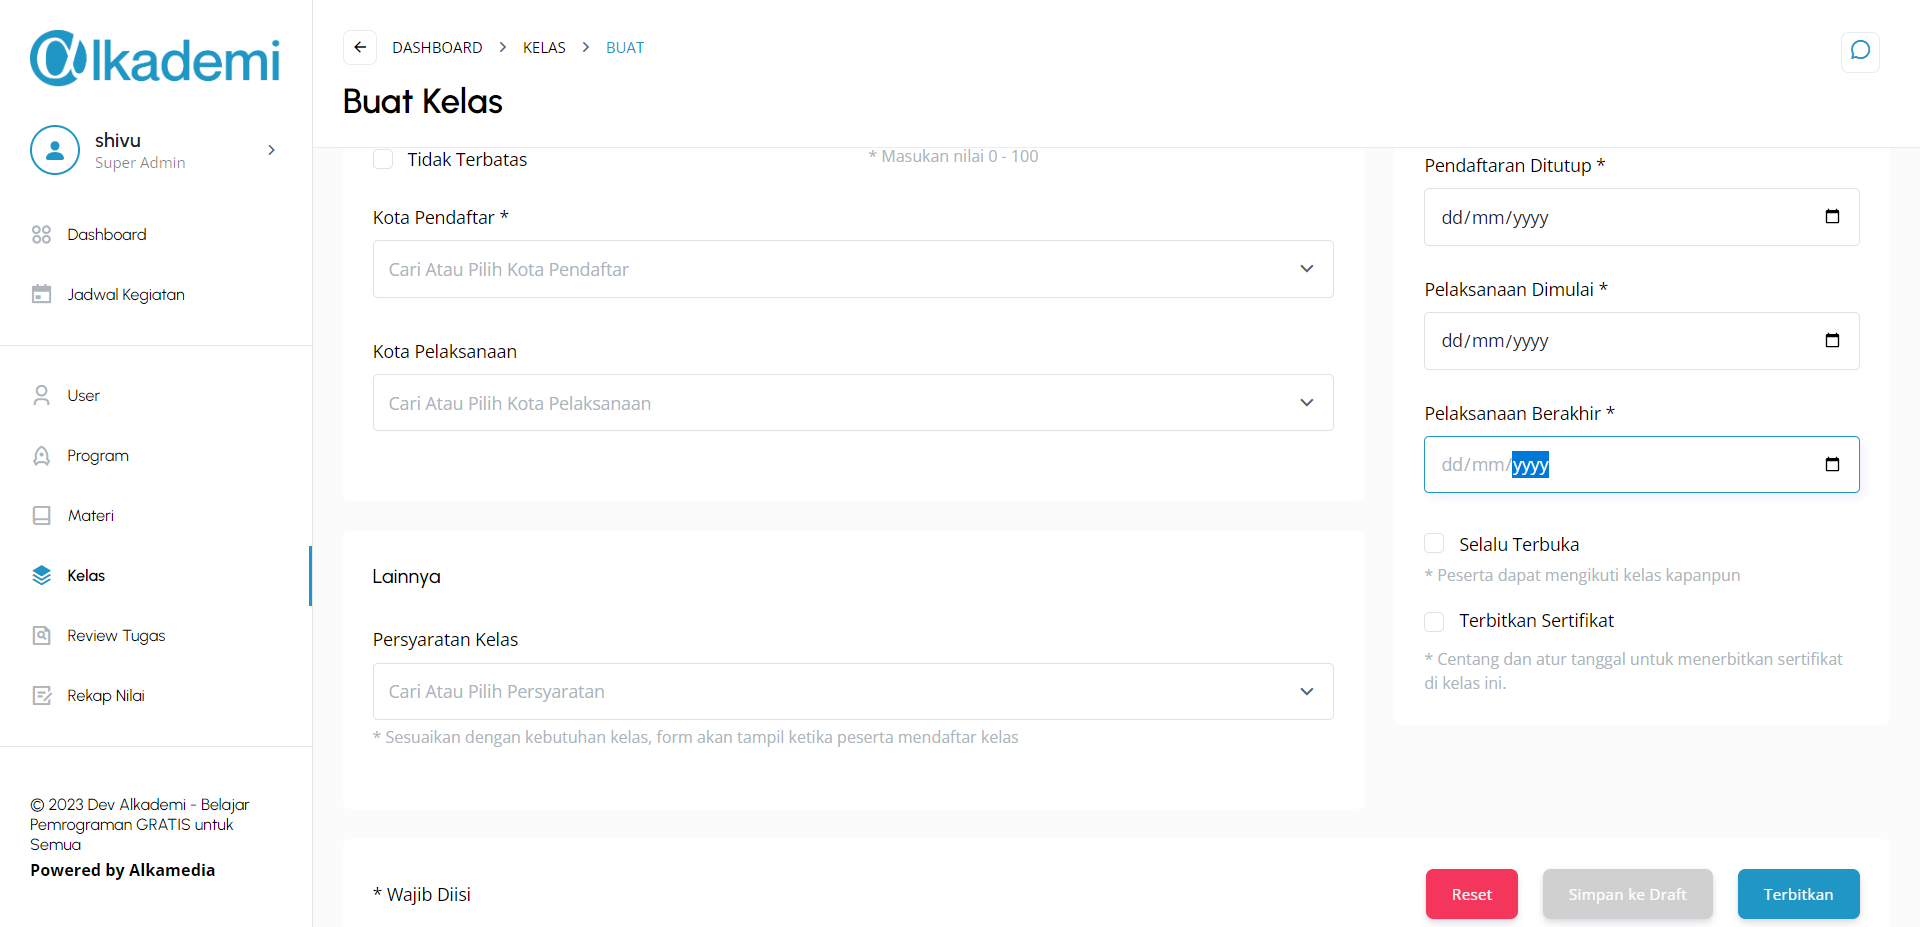 alkademi
shivu
Super Admin
Dashboard
Jadwal Kegiatan
User
Program
Materi
Kelas
Review Tugas
Rekap Nilai
© 2023 Dev Alkademi - Belajar
Pemrograman GRATIS untuk
Semua
Powered by Alkamedia
DASHBOARD > KELAS > BUAT
Buat Kelas
Tidak Terbatas
* Masukan nilai 0 - 100
Kota Pendaftar *
Cari Atau Pilih Kota Pendaftar
Kota Pelaksanaan
Cari Atau Pilih Kota Pelaksanaan
Lainnya
Persyaratan Kelas
Cari Atau Pilih Persyaratan
* Sesuaikan dengan kebutuhan kelas, form akan tampil ketika peserta mendaftar kelas
Pendaftaran Ditutup *
dd/mm/yyyy
Pelaksanaan Dimulai *
dd/mm/yyyy
Pelaksanaan Berakhir *
dd/mm/yyyy
Selalu Terbuka
* Peserta dapat mengikuti kelas kapanpun
Terbitkan Sertifikat
* Centang dan atur tanggal untuk menerbitkan sertifikat
di kelas ini.
* Wajib Diisi
Reset
Simpan ke Draft
Terbitkan